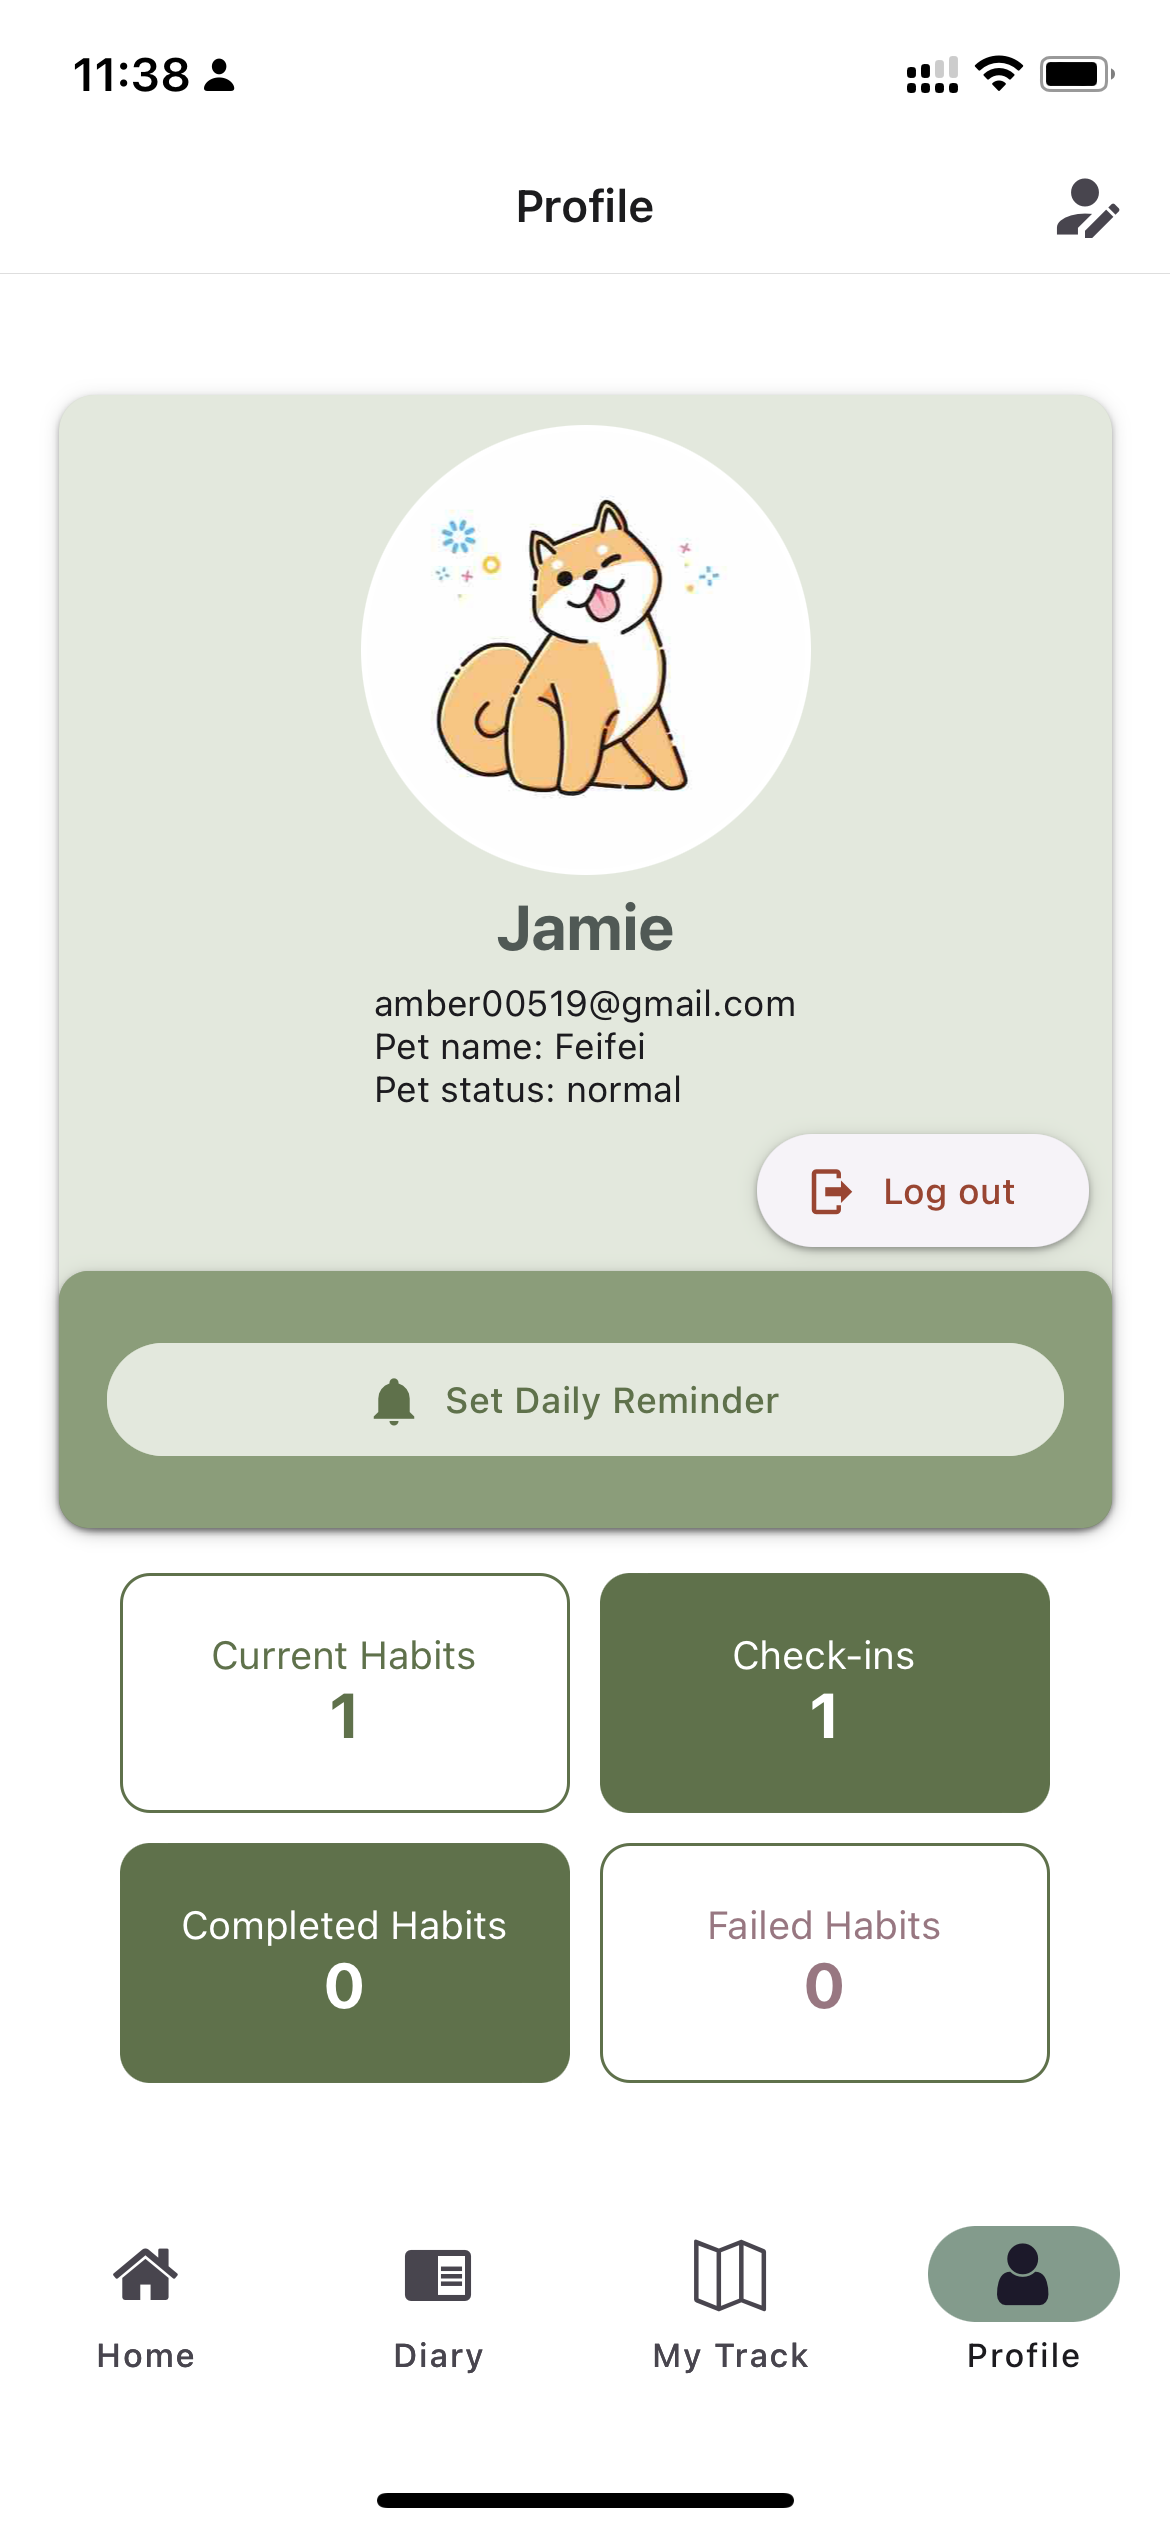 11:38
Profile
Jamie
amber00519@gmail.com
Pet name: Feifei
Pet status: normal
Log out
Set Daily Reminder
Current Habits
1
Check-ins
1
Completed Habits
0
Failed Habits
0
Home
Diary
My Track
Profile